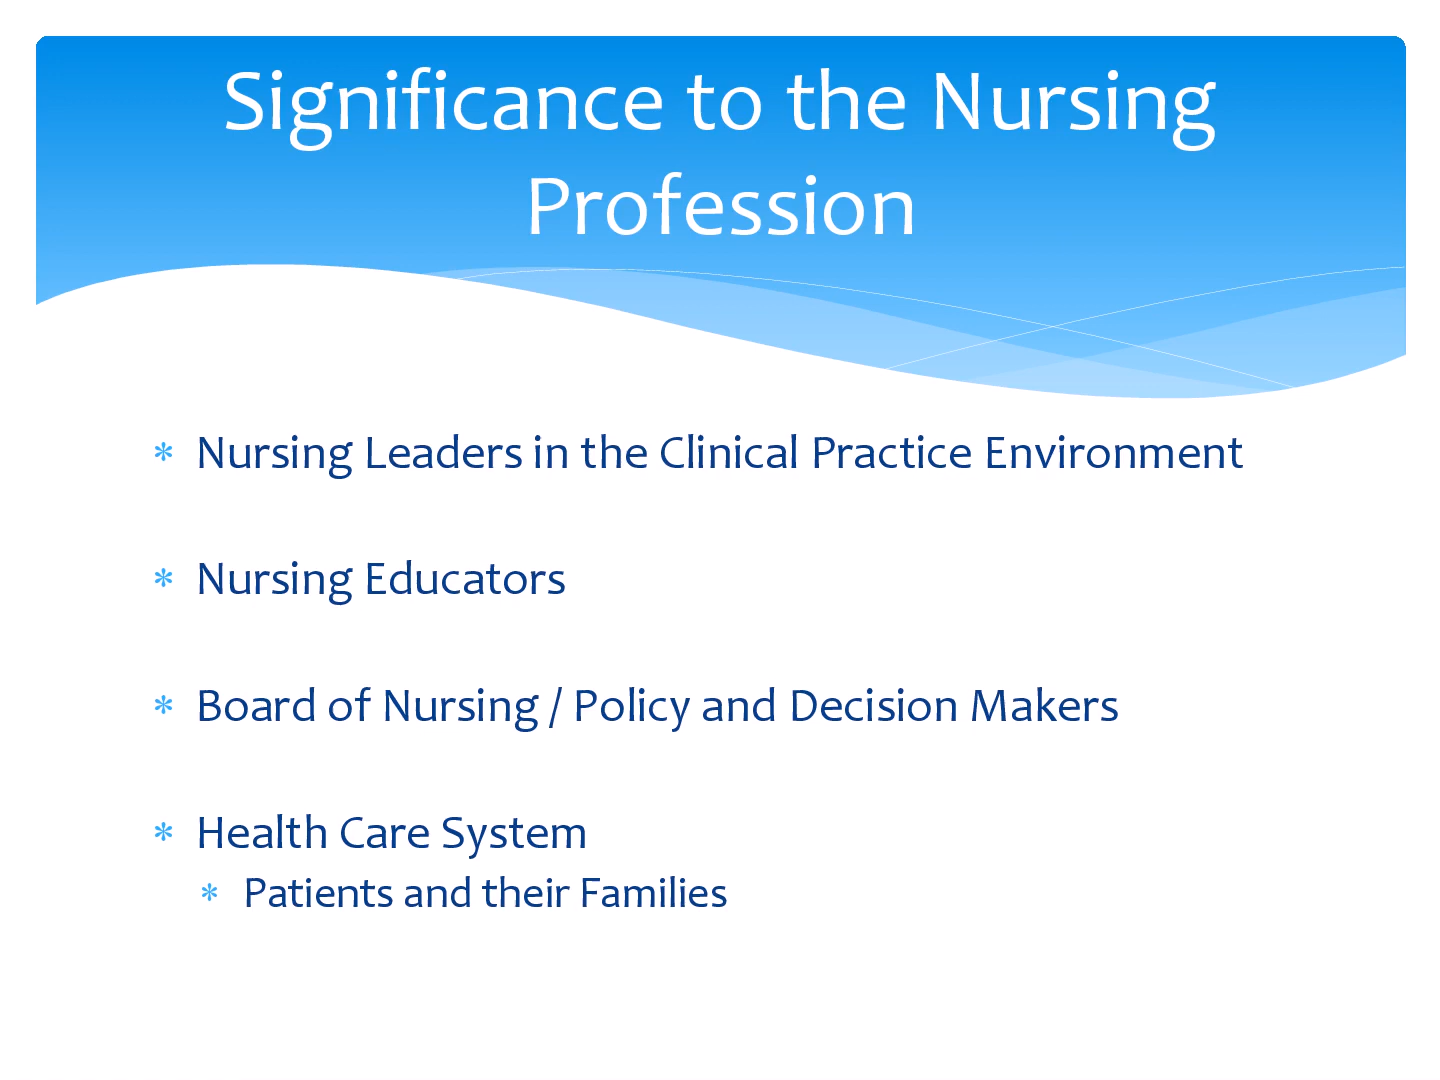 Significance to the Nursing
Profession
* Nursing Leaders in the Clinical Practice Environment
* Nursing Educators
* Board of Nursing / Policy and Decision Makers
* Health Care System
* Patients and their Families